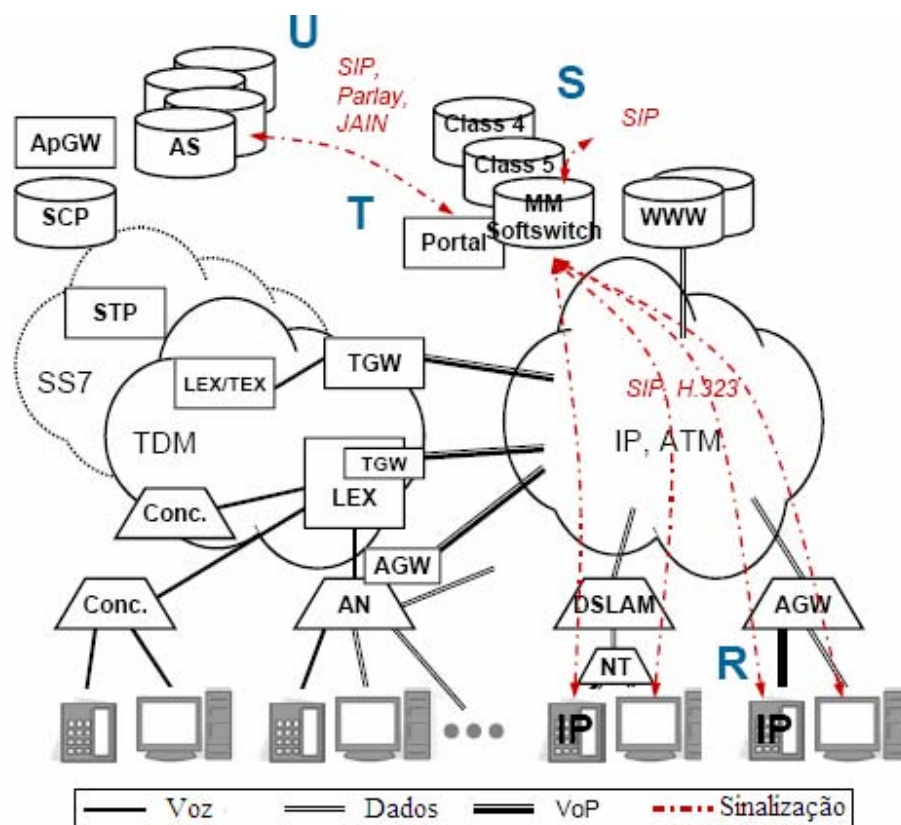 U
SIP,
Parlay,
JAIN
S
Class 4
SIP
ApGW
AS
Class 5
SCP
T
MM
Softswitch
WWW
Portal
STP
LEX/TEX
TGW
SS7
SIP, H.323
TDM
IP, ATM
TGW
LEX
Conc.
AGW
Conc.
AN
DSLAM
AGW
NT
R
IP
IP
Voz
Dados
VoP
Sinalização